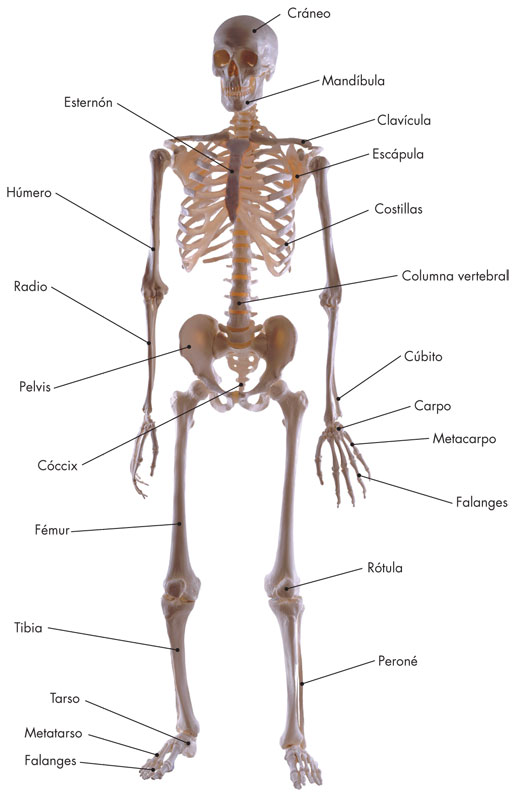 Cráneo
Mandíbula
Esternón
Clavícula
Escápula
Húmero
Costillas
Columna vertebral
Radio
Cúbito
Pelvis
Carpo
Metacarpo
Cóccix
Falanges
Fémur
Rótula
Tibia
Peroné
Tarso
Metatarso
Falanges